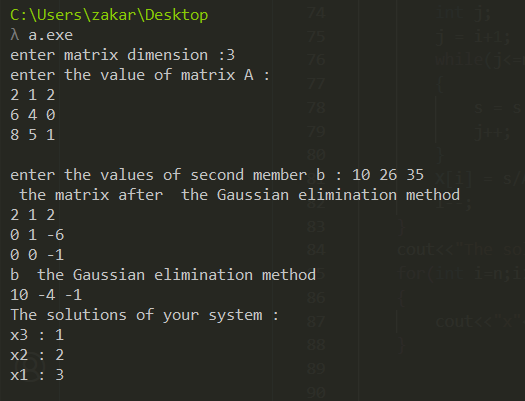 C:\Users\zakar\Desktop
λ a.exe
enter matrix dimension :3
enter the value of matrix A :
2 1 2
6 4 0
8 5 1
enter the values of second member b : 10 26 35
the matrix after  the Gaussian elimination method
2 1 2
0 1 -6
0 0 -1
b  the Gaussian elimination method
10 -4 -1
The solutions of your system :
x3 : 1
x2 : 2
x1 : 3